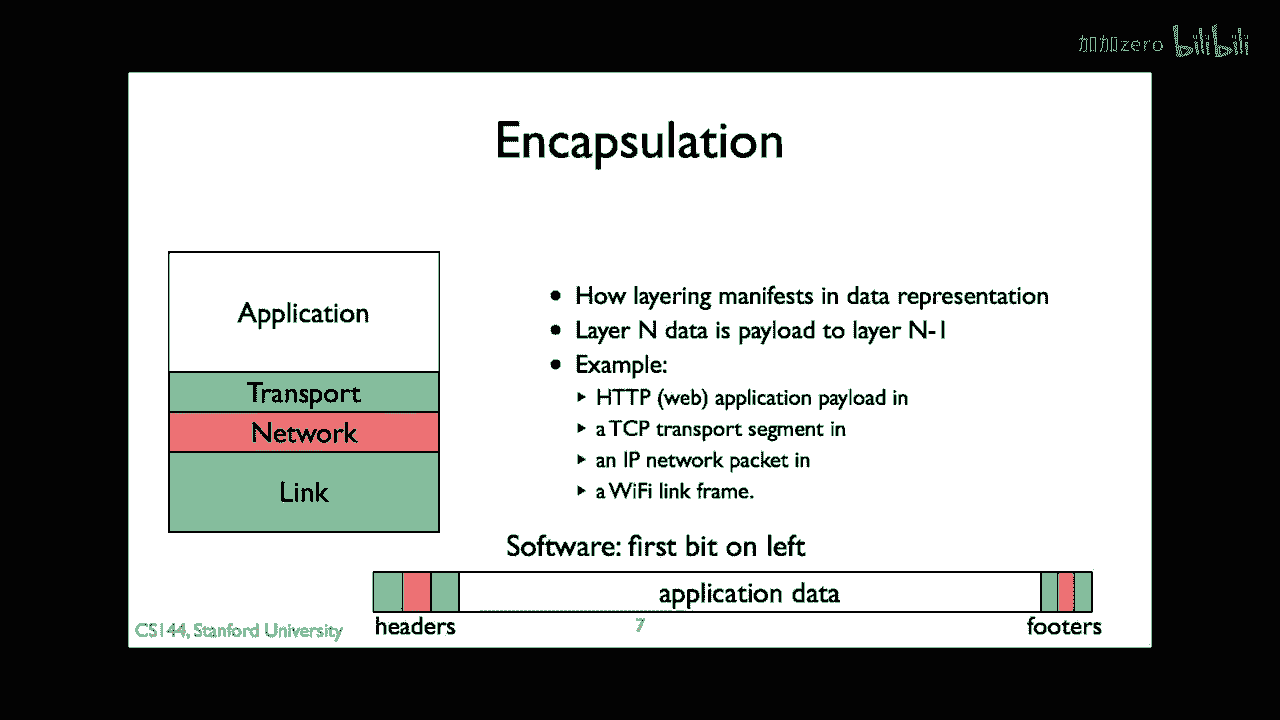 加加zero bilibili
Encapsulation
Application
Transport
Network
Link
• How layering manifests in data representation
• Layer N data is payload to layer N-1
• Example:
‣ HTTP (web) application payload in
‣ a TCP transport segment in
‣ an IP network packet in
‣ a WiFi link frame.
Software: first bit on left
application data
headers
footers
CS144, Stanford University
7